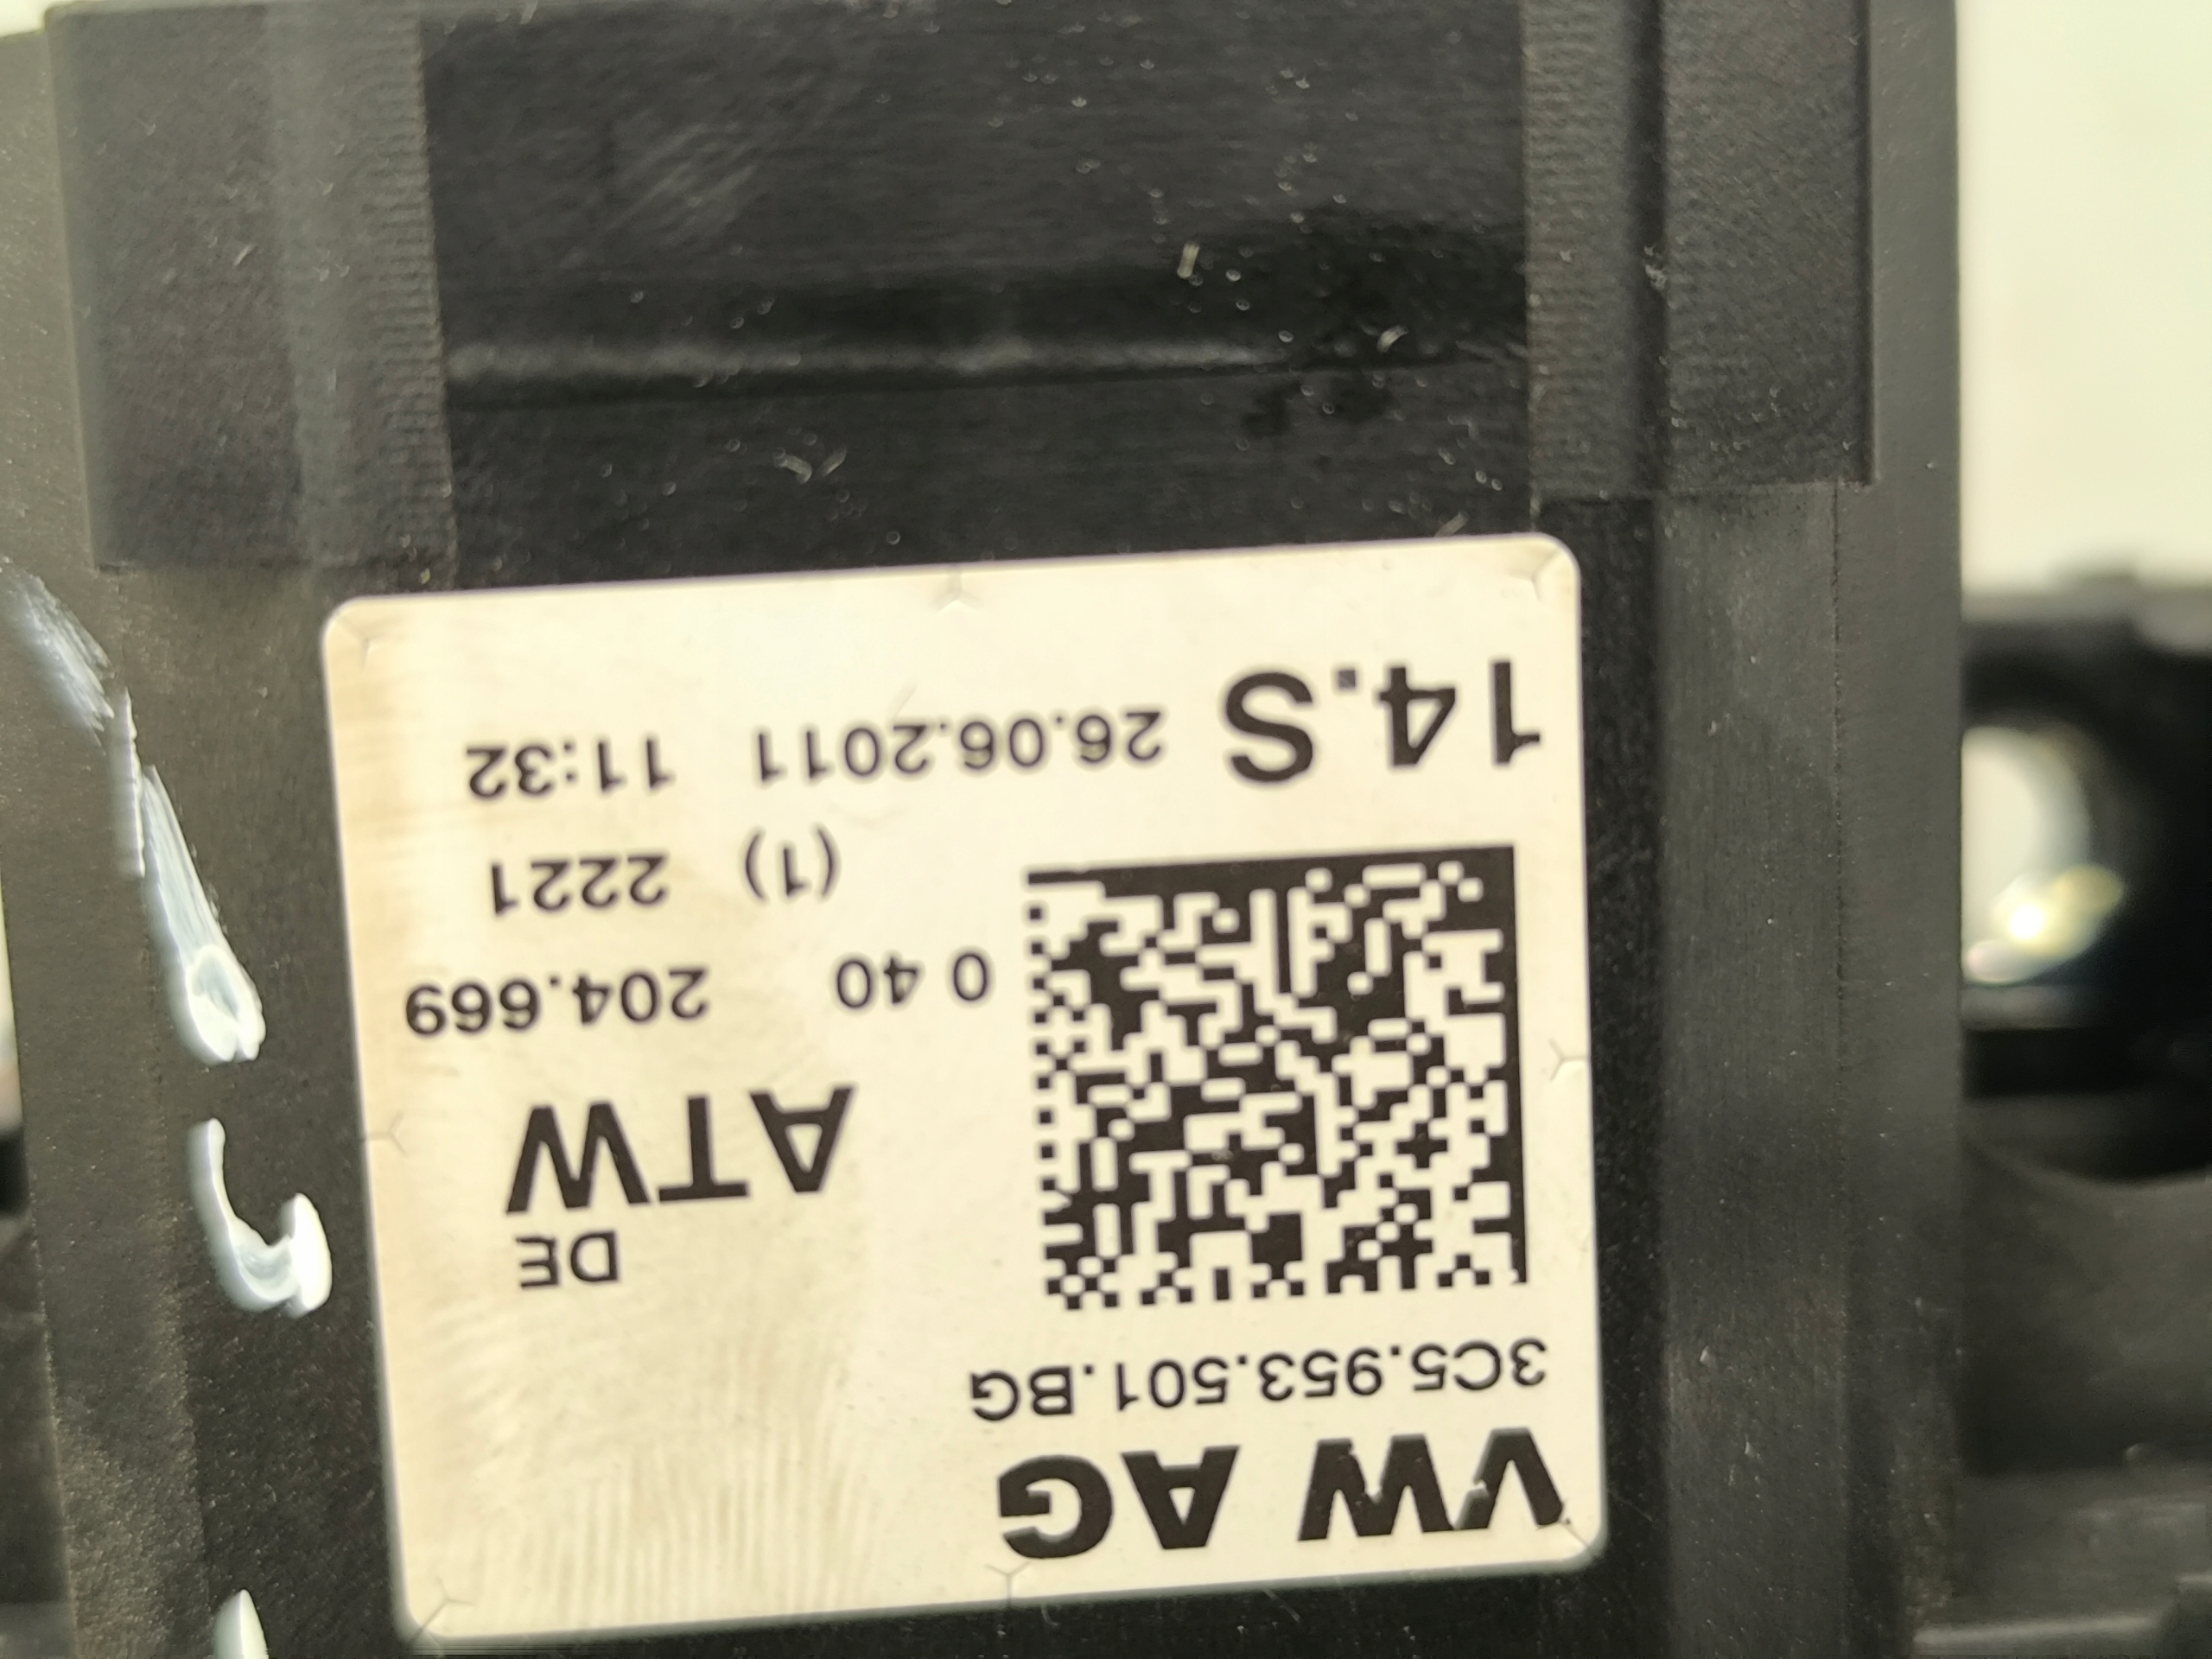 VW AG
3C5.953.501.BG
DE
ATW
0 40 204.669
(1) 2221
14.S 26.06.2011 11:32